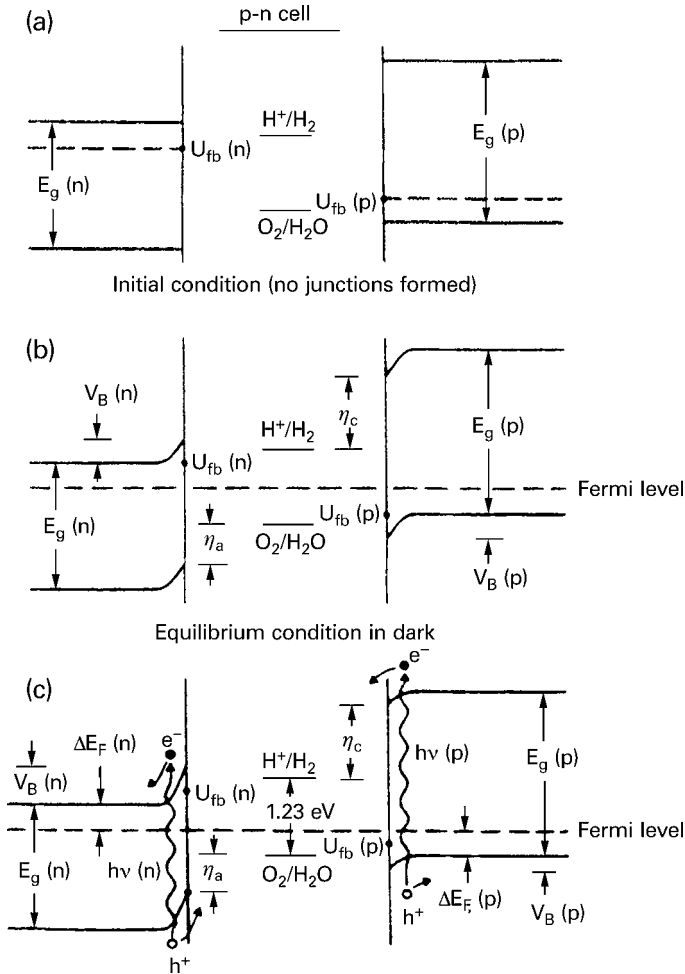 (a)
p-n cell
H⁺/H₂
U_fb (n)
E_g (n)
E_g (p)
U_fb (p)
O₂/H₂O
Initial condition (no junctions formed)
(b)
V_B (n)
η_c
H⁺/H₂
E_g (p)
U_fb (n)
Fermi level
E_g (n)
U_fb (p)
η_a
O₂/H₂O
V_B (p)
Equilibrium condition in dark
(c)
e⁻
e⁻
ΔE_F (n)
V_B (n)
η_c
hν (p)
E_g (p)
H⁺/H₂
U_fb (n)
1.23 eV
Fermi level
U_fb (p)
E_g (n)
hν (n)
η_a
O₂/H₂O
h⁺
ΔE_F (p)
V_B (p)
h⁺